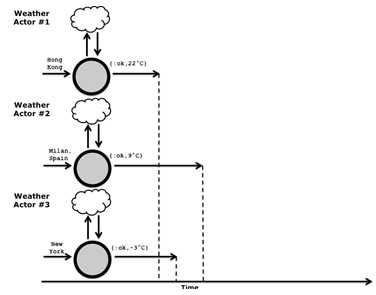 Weather
Actor #1
Hong
Kong
(:ok,22°C)
Weather
Actor #2
Milan,
Spain
(:ok,9°C)
Weather
Actor #3
New
York
(:ok,-3°C)
Time